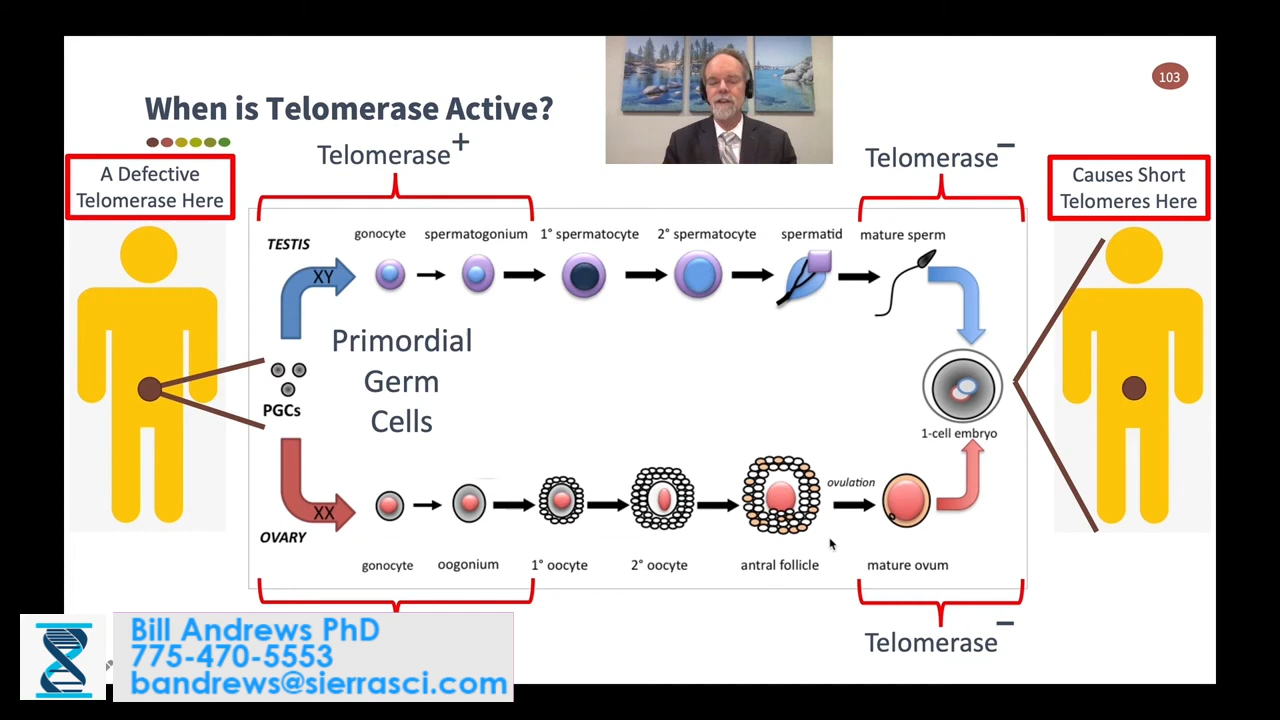 103
When is Telomerase Active?
Telomerase+
Telomerase−
A Defective
Telomerase Here
Causes Short
Telomeres Here
TESTIS
gonocyte
spermatogonium
1° spermatocyte
2° spermatocyte
spermatid
mature sperm
XY
Primordial
Germ
Cells
PGCs
1-cell embryo
ovulation
XX
OVARY
gonocyte
oogonium
1° oocyte
2° oocyte
antral follicle
mature ovum
Telomerase−
Bill Andrews PhD
775-470-5553
bandrews@sierrasci.com